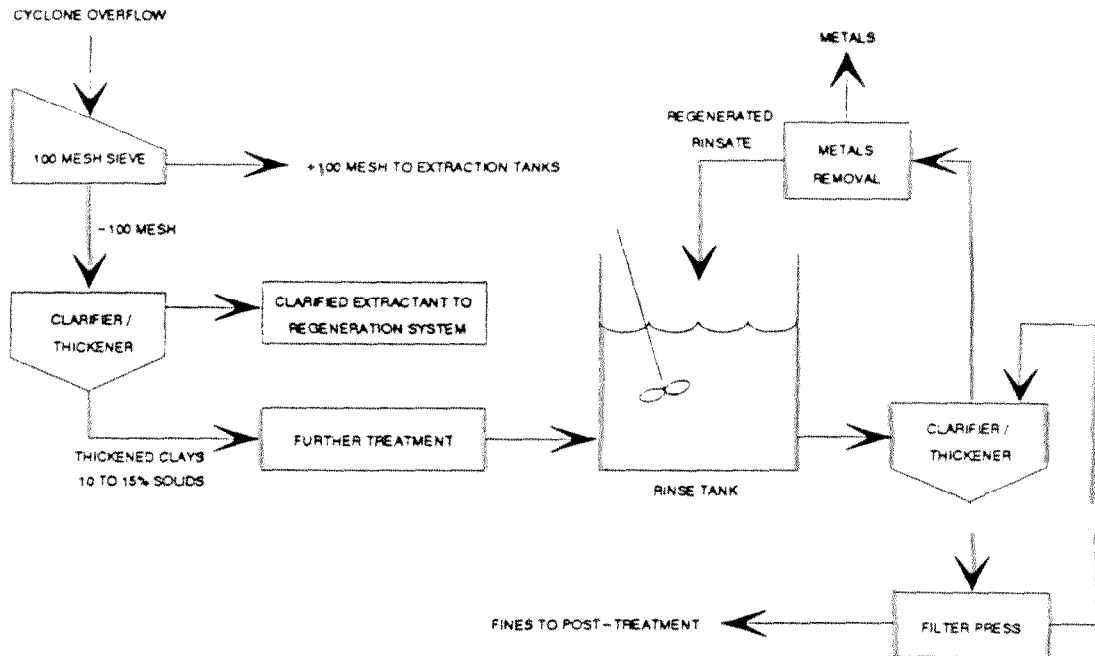 CYCLONE OVERFLOW
METALS
REGENERATED
RINSATE
METALS
REMOVAL
100 MESH SIEVE
+100 MESH TO EXTRACTION TANKS
-100 MESH
CLARIFIER /
THICKENER
CLARIFIED EXTRACTANT TO
REGENERATION SYSTEM
FURTHER TREATMENT
THICKENED CLAYS
10 TO 15% SOLIDS
RINSE TANK
CLARIFIER /
THICKENER
FINES TO POST-TREATMENT
FILTER PRESS